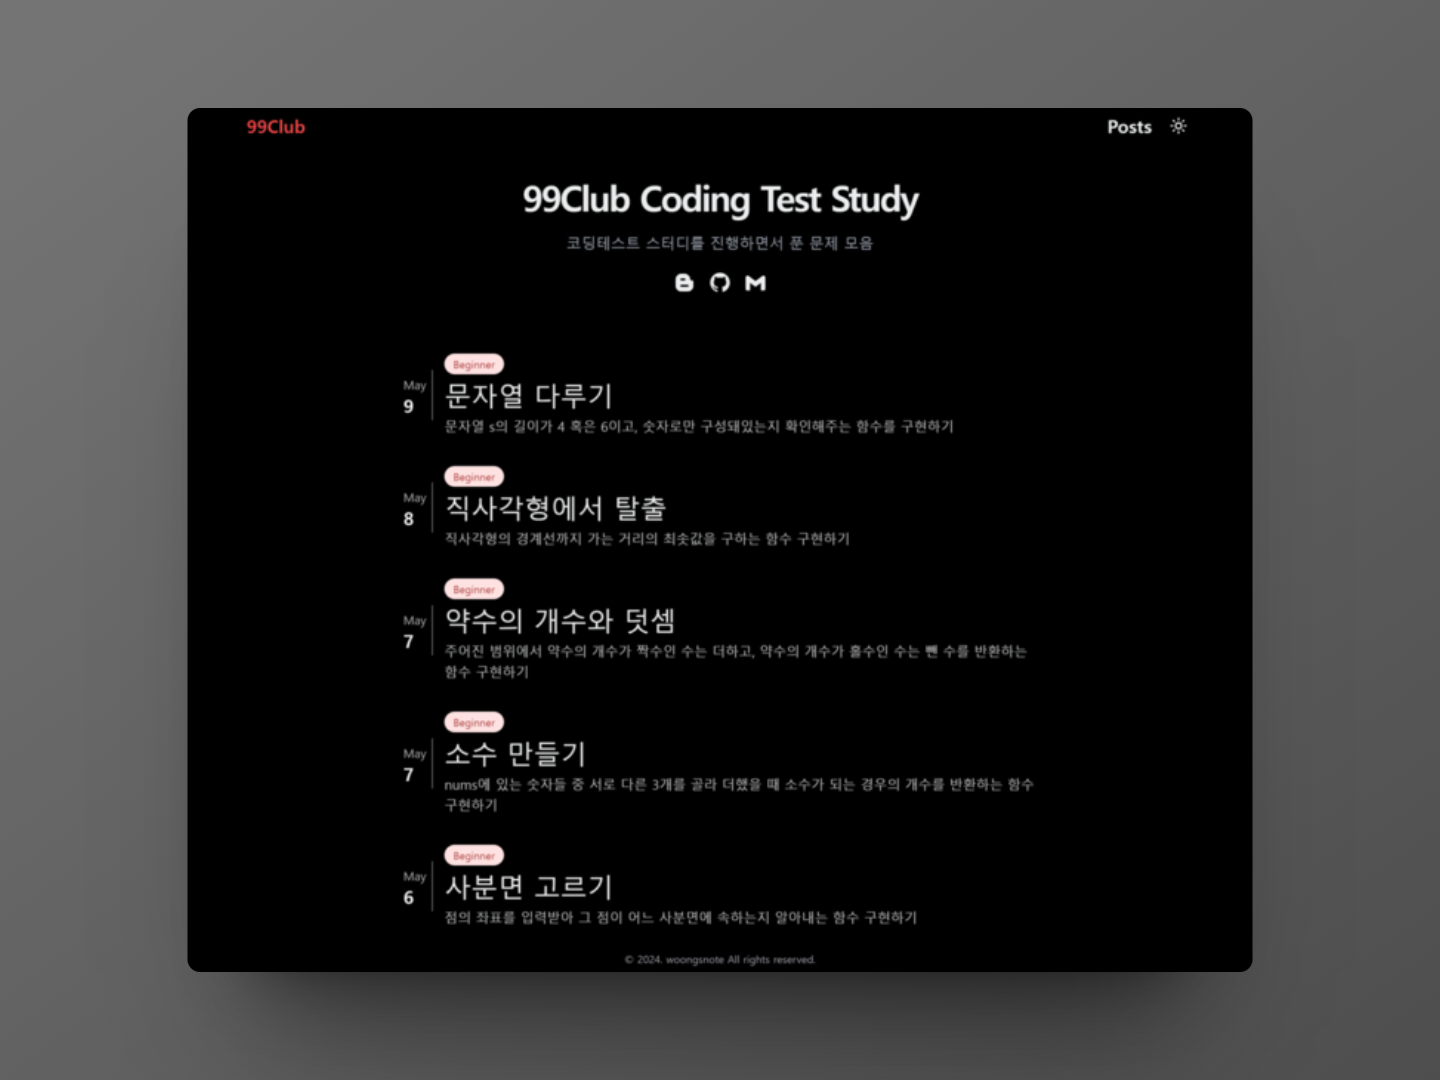 99Club
Posts
99Club Coding Test Study
코딩테스트 스터디를 진행하면서 푼 문제 모음
Beginner
May
9
문자열 다루기
문자열 s의 길이가 4 혹은 6이고, 숫자로만 구성돼있는지 확인해주는 함수를 구현하기
Beginner
May
8
직사각형에서 탈출
직사각형의 경계선까지 가는 거리의 최솟값을 구하는 함수 구현하기
Beginner
May
7
약수의 개수와 덧셈
주어진 범위에서 약수의 개수가 짝수인 수는 더하고, 약수의 개수가 홀수인 수는 뺀 수를 반환하는
함수 구현하기
Beginner
May
7
소수 만들기
nums에 있는 숫자들 중 서로 다른 3개를 골라 더했을 때 소수가 되는 경우의 개수를 반환하는 함수
구현하기
Beginner
May
6
사분면 고르기
점의 좌표를 입력받아 그 점이 어느 사분면에 속하는지 알아내는 함수 구현하기
© 2024. woongsnote All rights reserved.